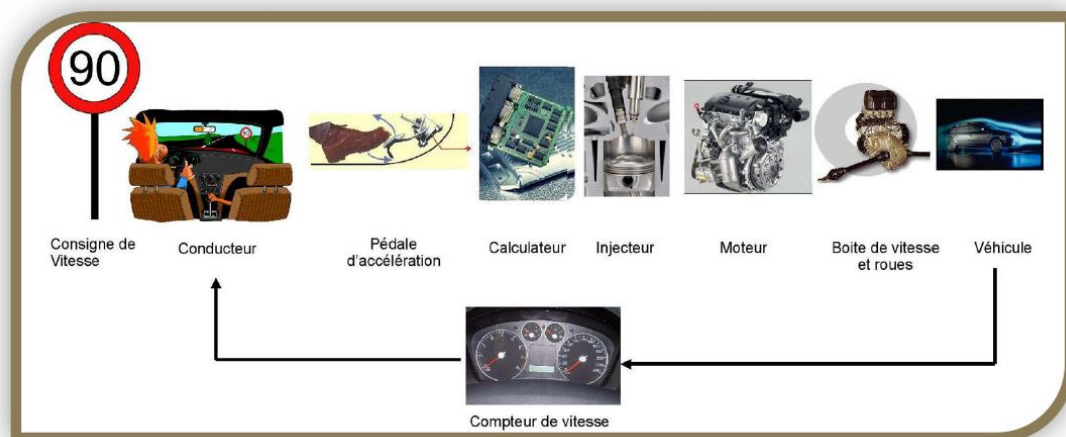 90
Consigne de
Vitesse
Conducteur
Pédale
d'accélération
Calculateur
Injecteur
Moteur
Boite de vitesse
et roues
Véhicule
Compteur de vitesse